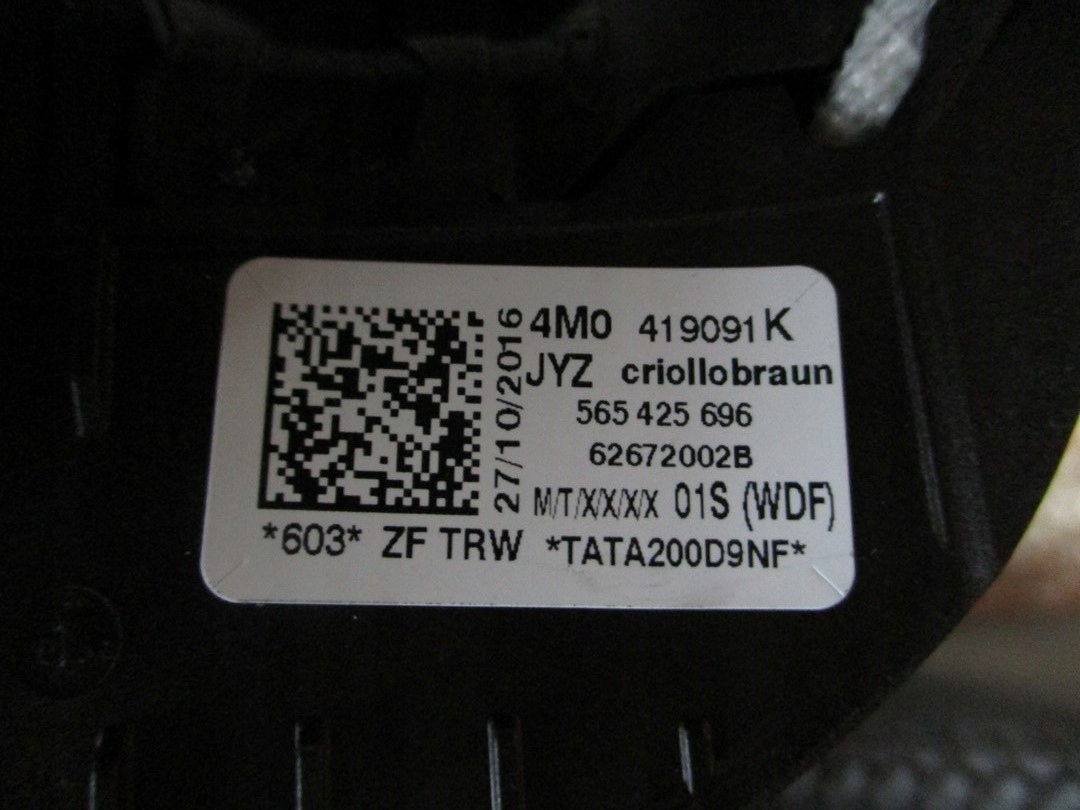 27/10/2016
4M0 419091 K
JYZ criollobraun
565 425 696
62672002B
M/T/X/X/X/X 01S (WDF)
*603* ZF TRW *TATA200D9NF*